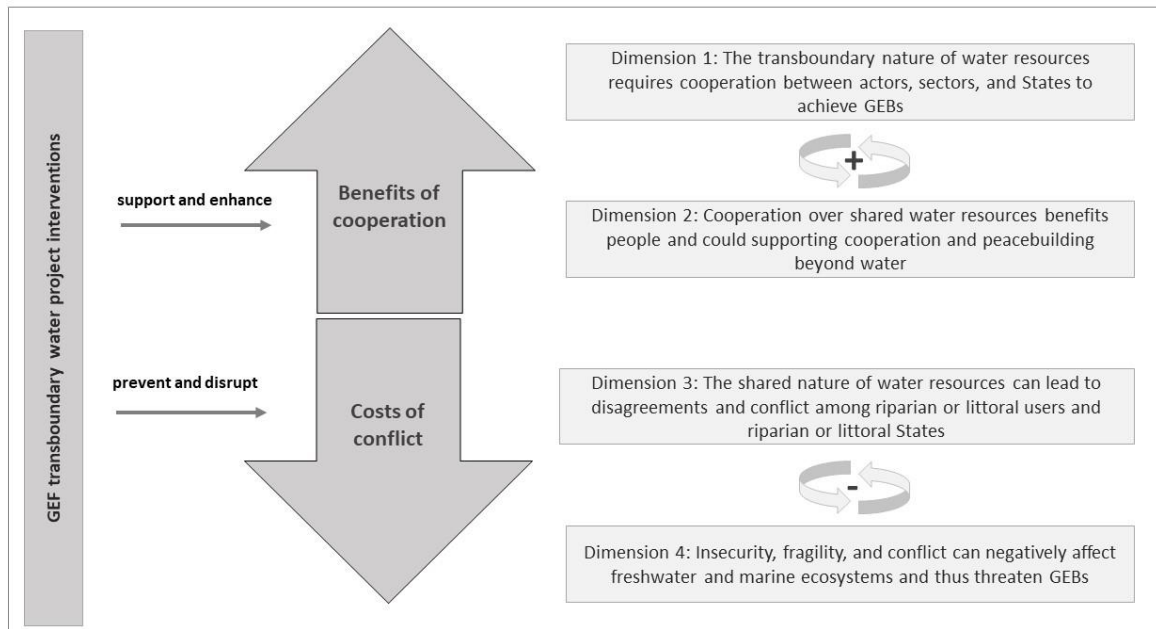 GEF transboundary water project interventions
support and enhance
prevent and disrupt
Benefits of
cooperation
Costs of
conflict
Dimension 1: The transboundary nature of water resources
requires cooperation between actors, sectors, and States to
achieve GEBs
+
Dimension 2: Cooperation over shared water resources benefits
people and could supporting cooperation and peacebuilding
beyond water
Dimension 3: The shared nature of water resources can lead to
disagreements and conflict among riparian or littoral users and
riparian or littoral States
-
Dimension 4: Insecurity, fragility, and conflict can negatively affect
freshwater and marine ecosystems and thus threaten GEBs